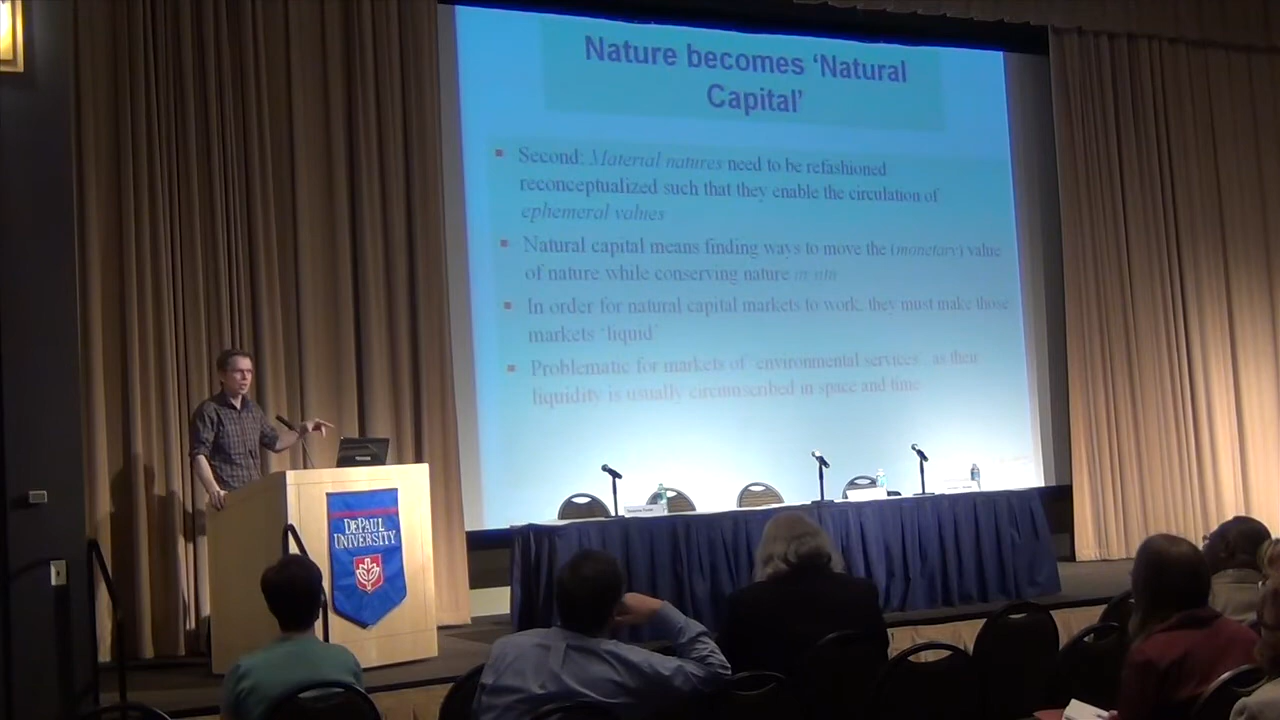 Nature becomes ‘Natural
Capital’
Second: Material natures need to be refashioned
reconceptualized such that they enable the circulation of
ephemeral values
Natural capital means finding ways to move the (monetary) value
of nature while conserving nature in situ
In order for natural capital markets to work, they must make those
markets ‘liquid’
Problematic for markets of ‘environmental services’, as their
liquidity is usually circumscribed in space and time
DEPAUL
UNIVERSITY